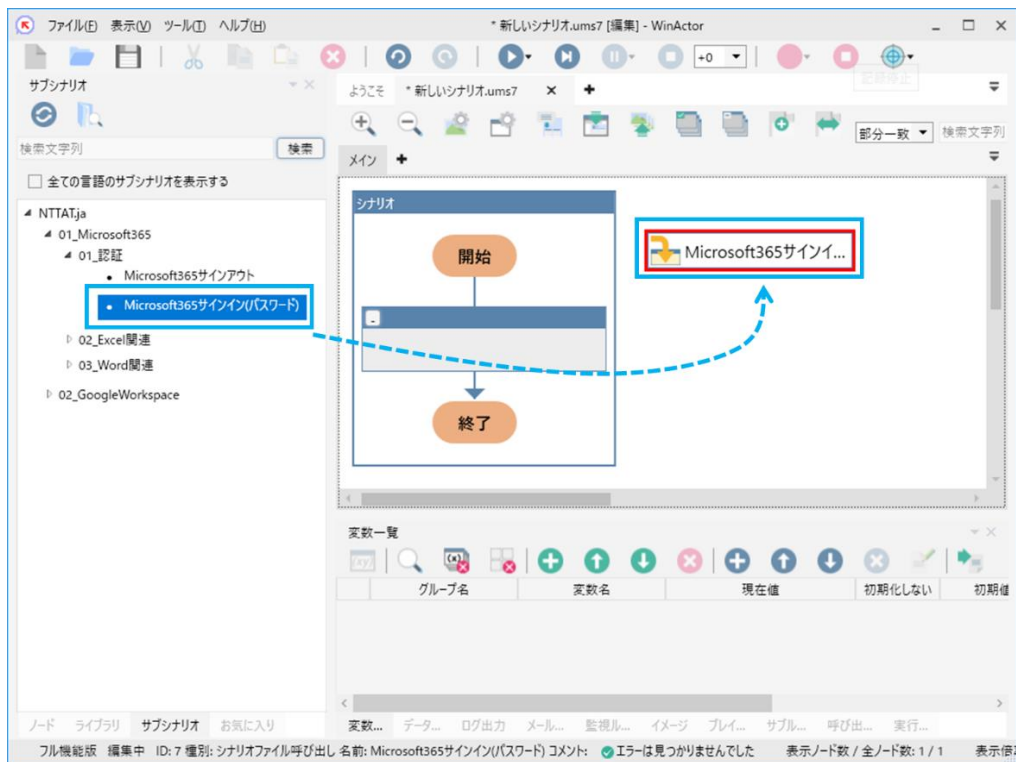 ファイル(F) 表示(V) ツール(T) ヘルプ(H)
* 新しいシナリオ.ums7 [編集] - WinActor
+0
記録停止
サブシナリオ
検索文字列
検索
全ての言語のサブシナリオを表示する
NTTAT.ja
01_Microsoft365
01_認証
Microsoft365サインアウト
Microsoft365サインイン(パスワード)
02_Excel関連
03_Word関連
02_GoogleWorkspace
ノード ライブラリ サブシナリオ お気に入り
ようこそ * 新しいシナリオ.ums7
部分一致 検索文字列
メイン
シナリオ
開始
終了
Microsoft365サインイ...
変数一覧
グループ名 変数名 現在値 初期化しない 初期値
変数... データ... ログ出力 メール... 監視ル... イメージ プレイ... サブル... 呼び出... 実行...
フル機能版 編集中 ID: 7 種別: シナリオファイル呼び出し 名前: Microsoft365サインイン(パスワード) コメント: エラーは見つかりませんでした 表示ノード数 / 全ノード数: 1 / 1